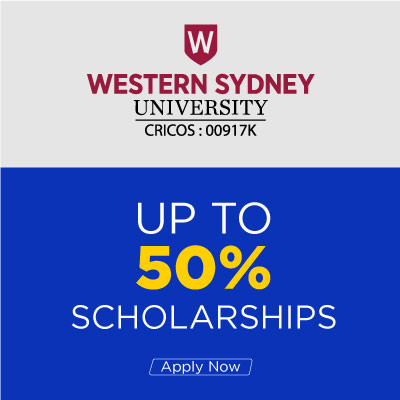 W
WESTERN SYDNEY
UNIVERSITY
CRICOS : 00917K
UP TO
50%
SCHOLARSHIPS
Apply Now